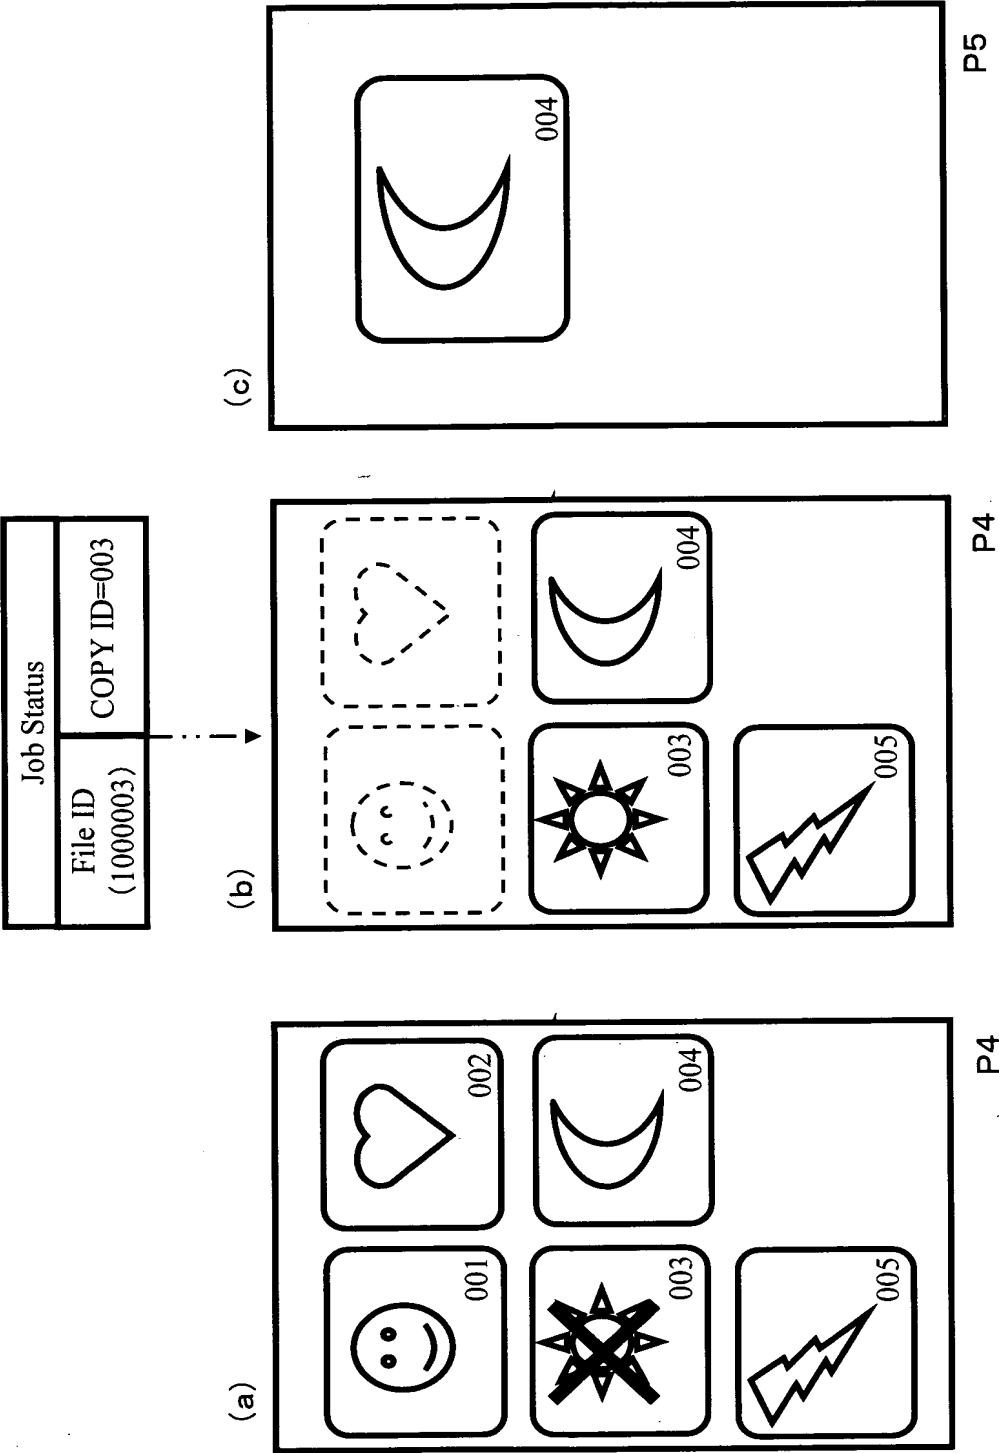 Job Status
File ID
(1000003)
COPY ID=003
(a)
001
002
003
004
005
P4
(b)
003
004
005
P4
(c)
004
P5